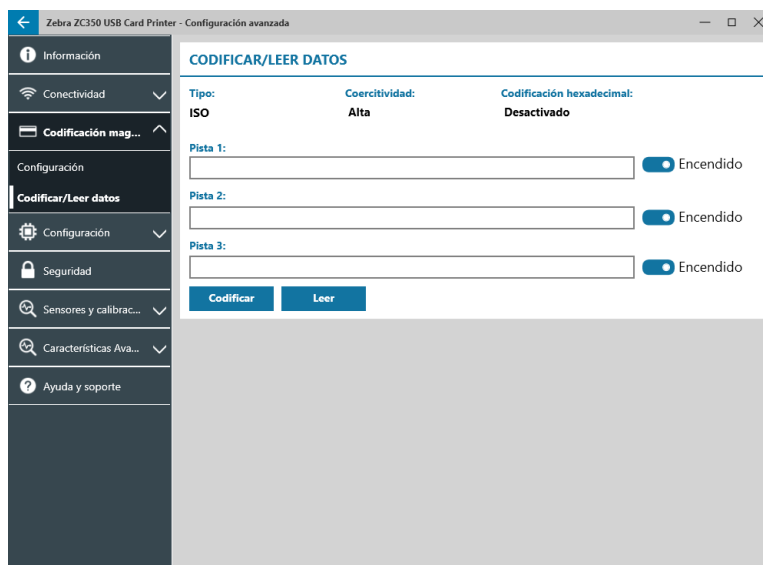 Zebra ZC350 USB Card Printer - Configuración avanzada
Información
Conectividad
Codificación mag...
Configuración
Codificar/Leer datos
Configuración
Seguridad
Sensores y calibrac...
Características Ava...
Ayuda y soporte
CODIFICAR/LEER DATOS
Tipo: Coercitividad: Codificación hexadecimal:
ISO Alta Desactivado
Pista 1:
Encendido
Pista 2:
Encendido
Pista 3:
Encendido
Codificar Leer